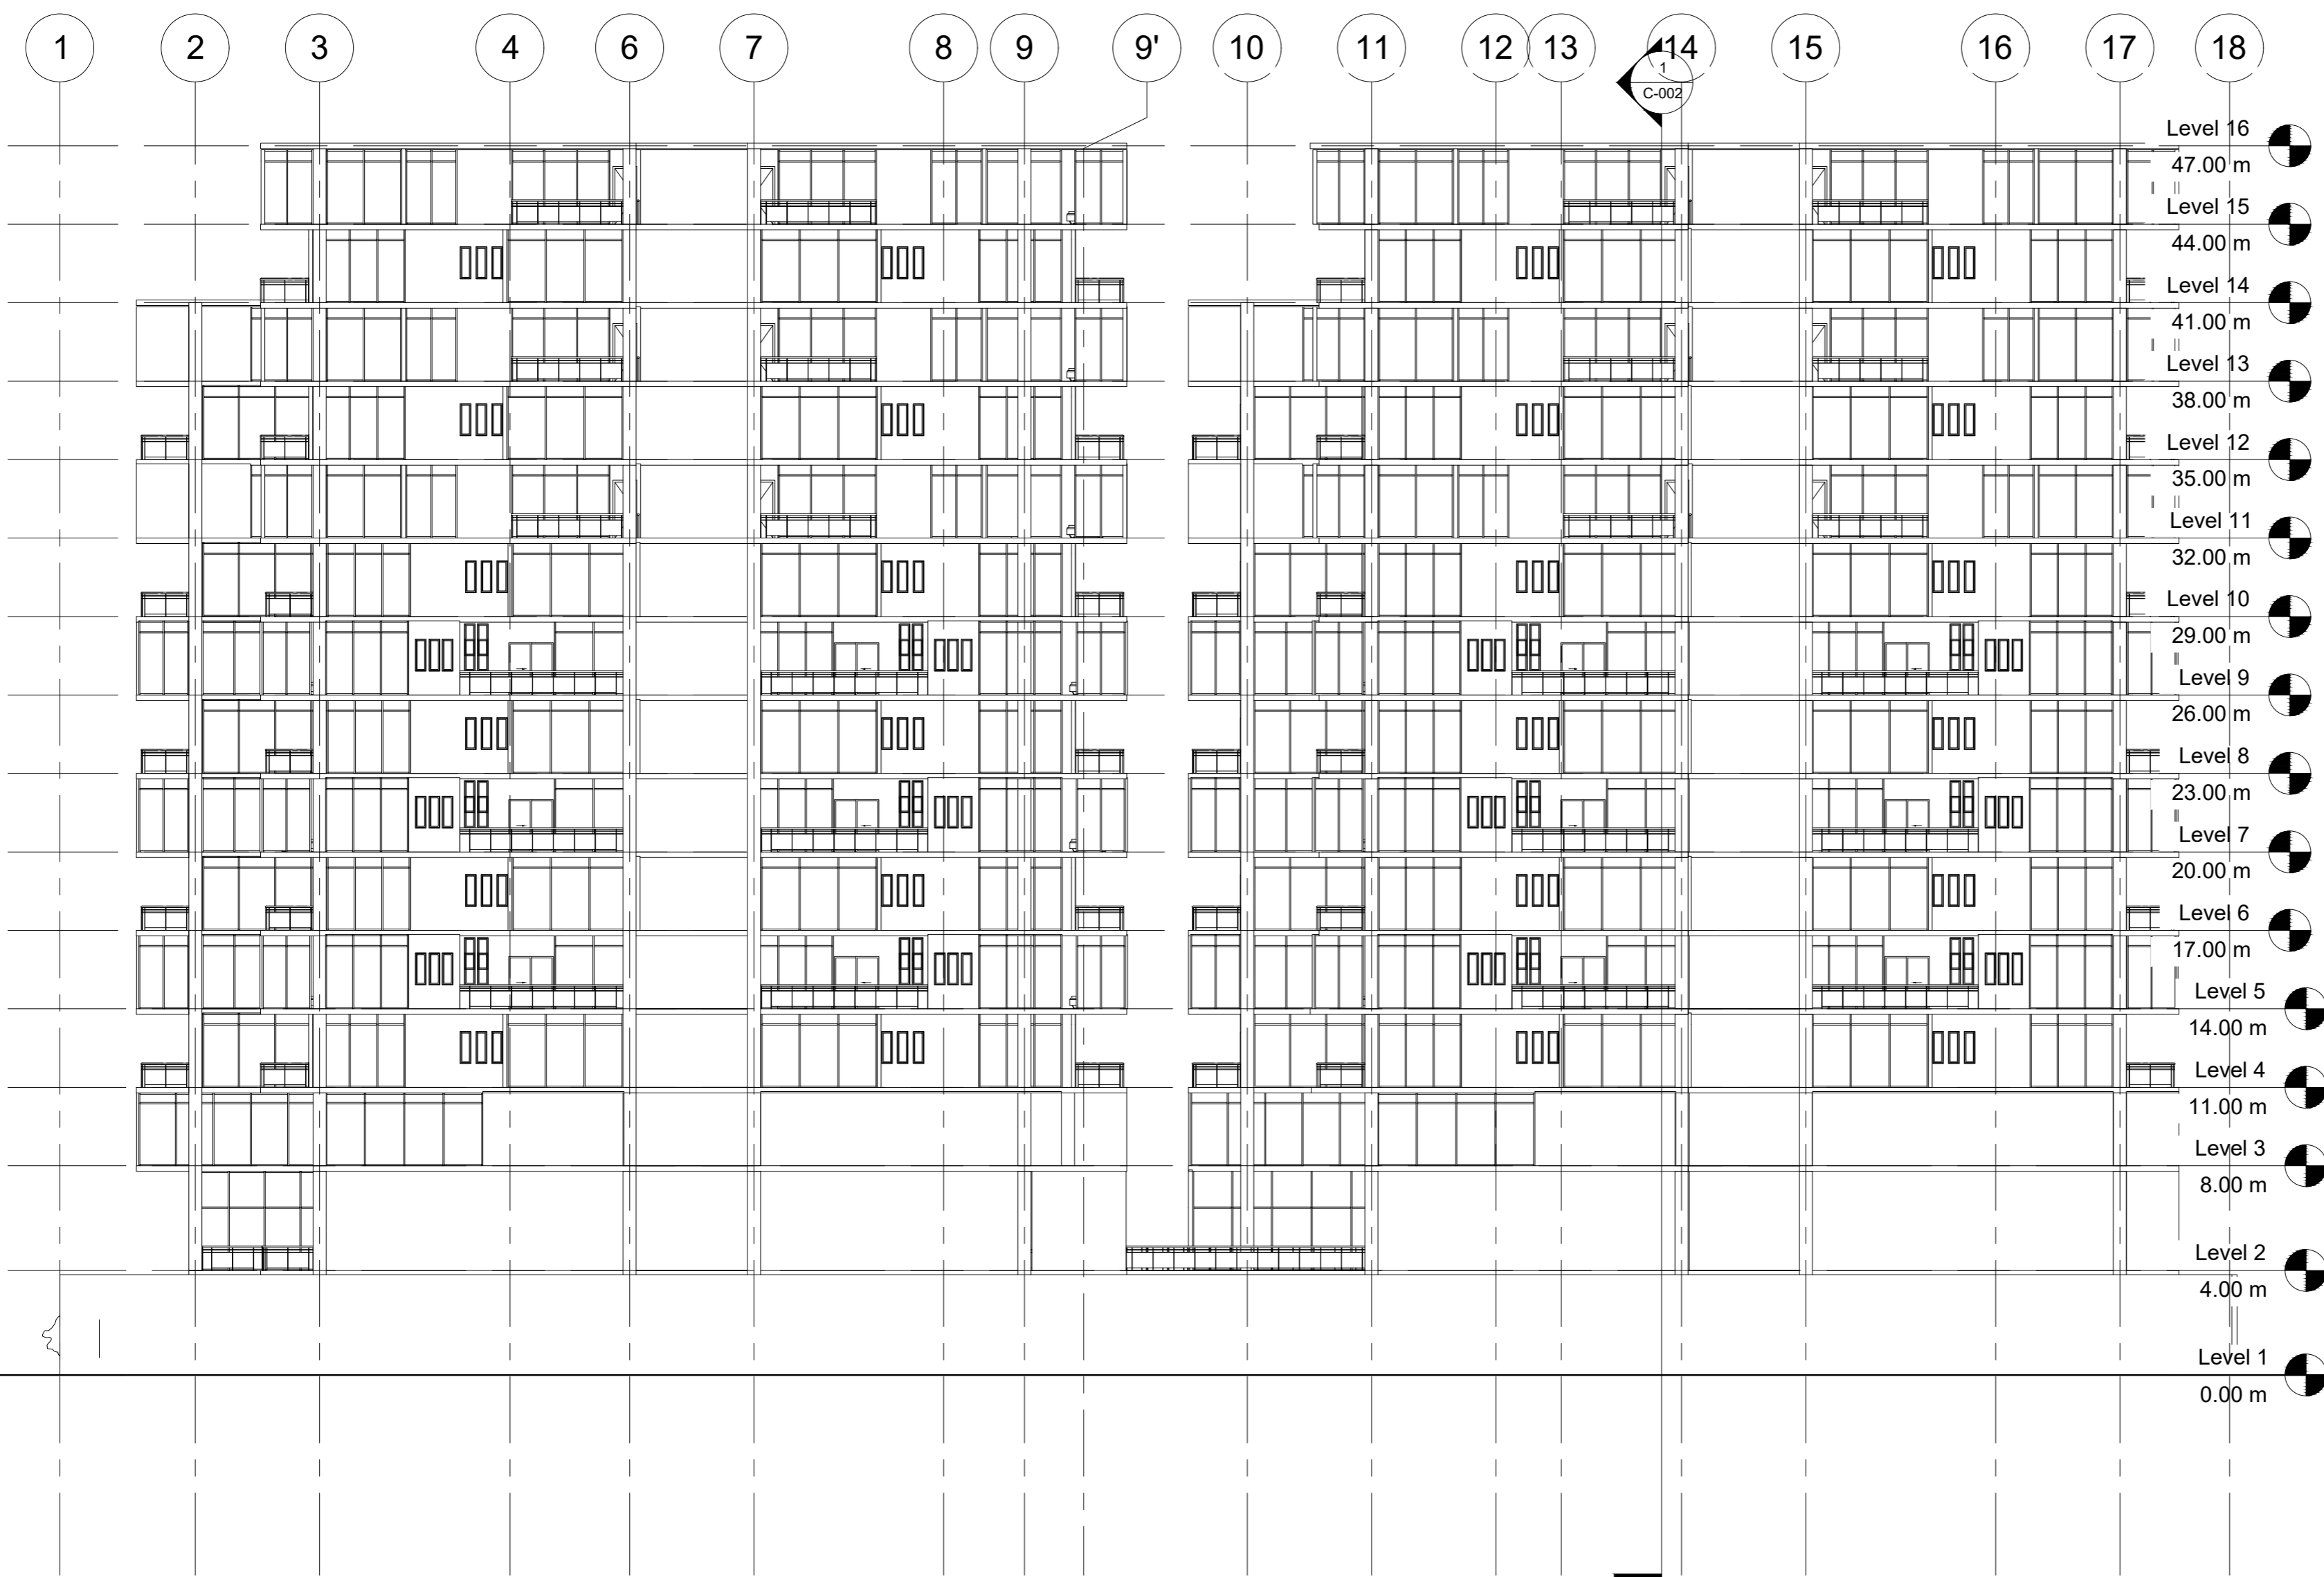 1 2 3 4 6 7 8 9 9' 10 11 12 13 14 15 16 17 18
1
C-002
Level 16
47.00 m
Level 15
44.00 m
Level 14
41.00 m
Level 13
38.00 m
Level 12
35.00 m
Level 11
32.00 m
Level 10
29.00 m
Level 9
26.00 m
Level 8
23.00 m
Level 7
20.00 m
Level 6
17.00 m
Level 5
14.00 m
Level 4
11.00 m
Level 3
8.00 m
Level 2
4.00 m
Level 1
0.00 m